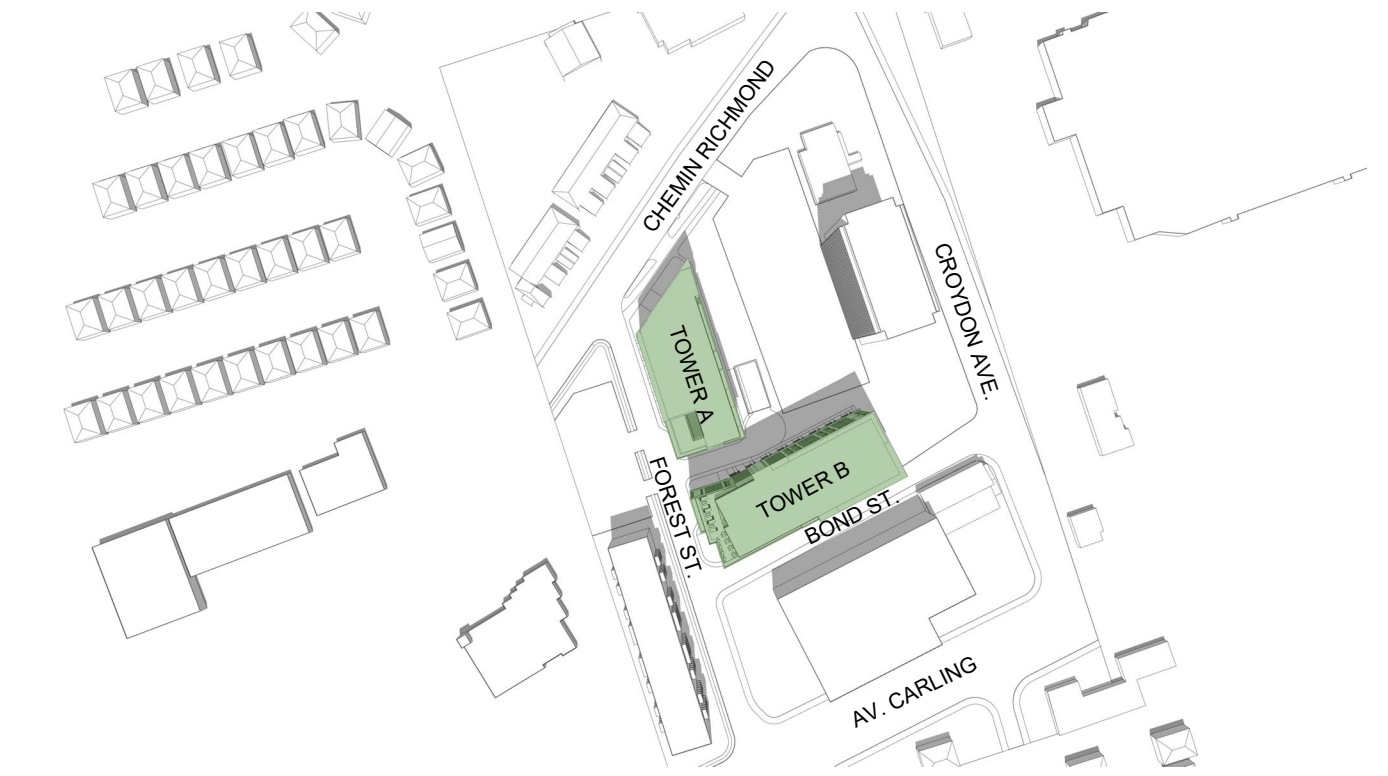 CHEMIN RICHMOND
CROYDON AVE.
TOWER A
FOREST ST.
TOWER B
BOND ST.
AV. CARLING